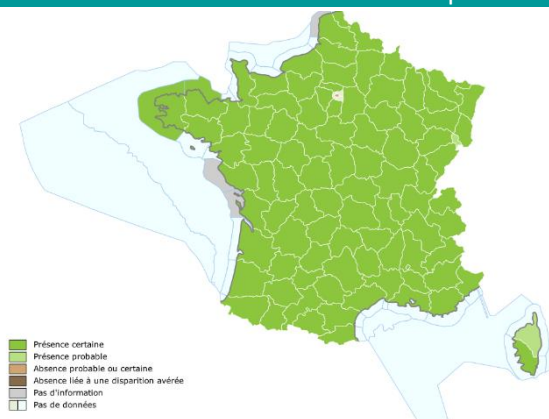 Présence certaine
Présence probable
Absence probable ou certaine
Absence liée à une disparition avérée
Pas d'information
Pas de données